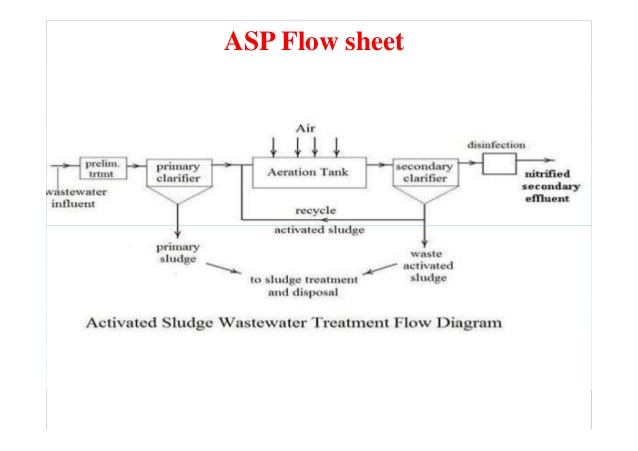 ASP Flow sheet
Air
disinfection
prelim.
trtmt
primary
clarifier
Aeration Tank
secondary
clarifier
nitrified
secondary
effluent
wastewater
influent
recycle
activated sludge
primary
sludge
waste
activated
sludge
to sludge treatment
and disposal
Activated Sludge Wastewater Treatment Flow Diagram